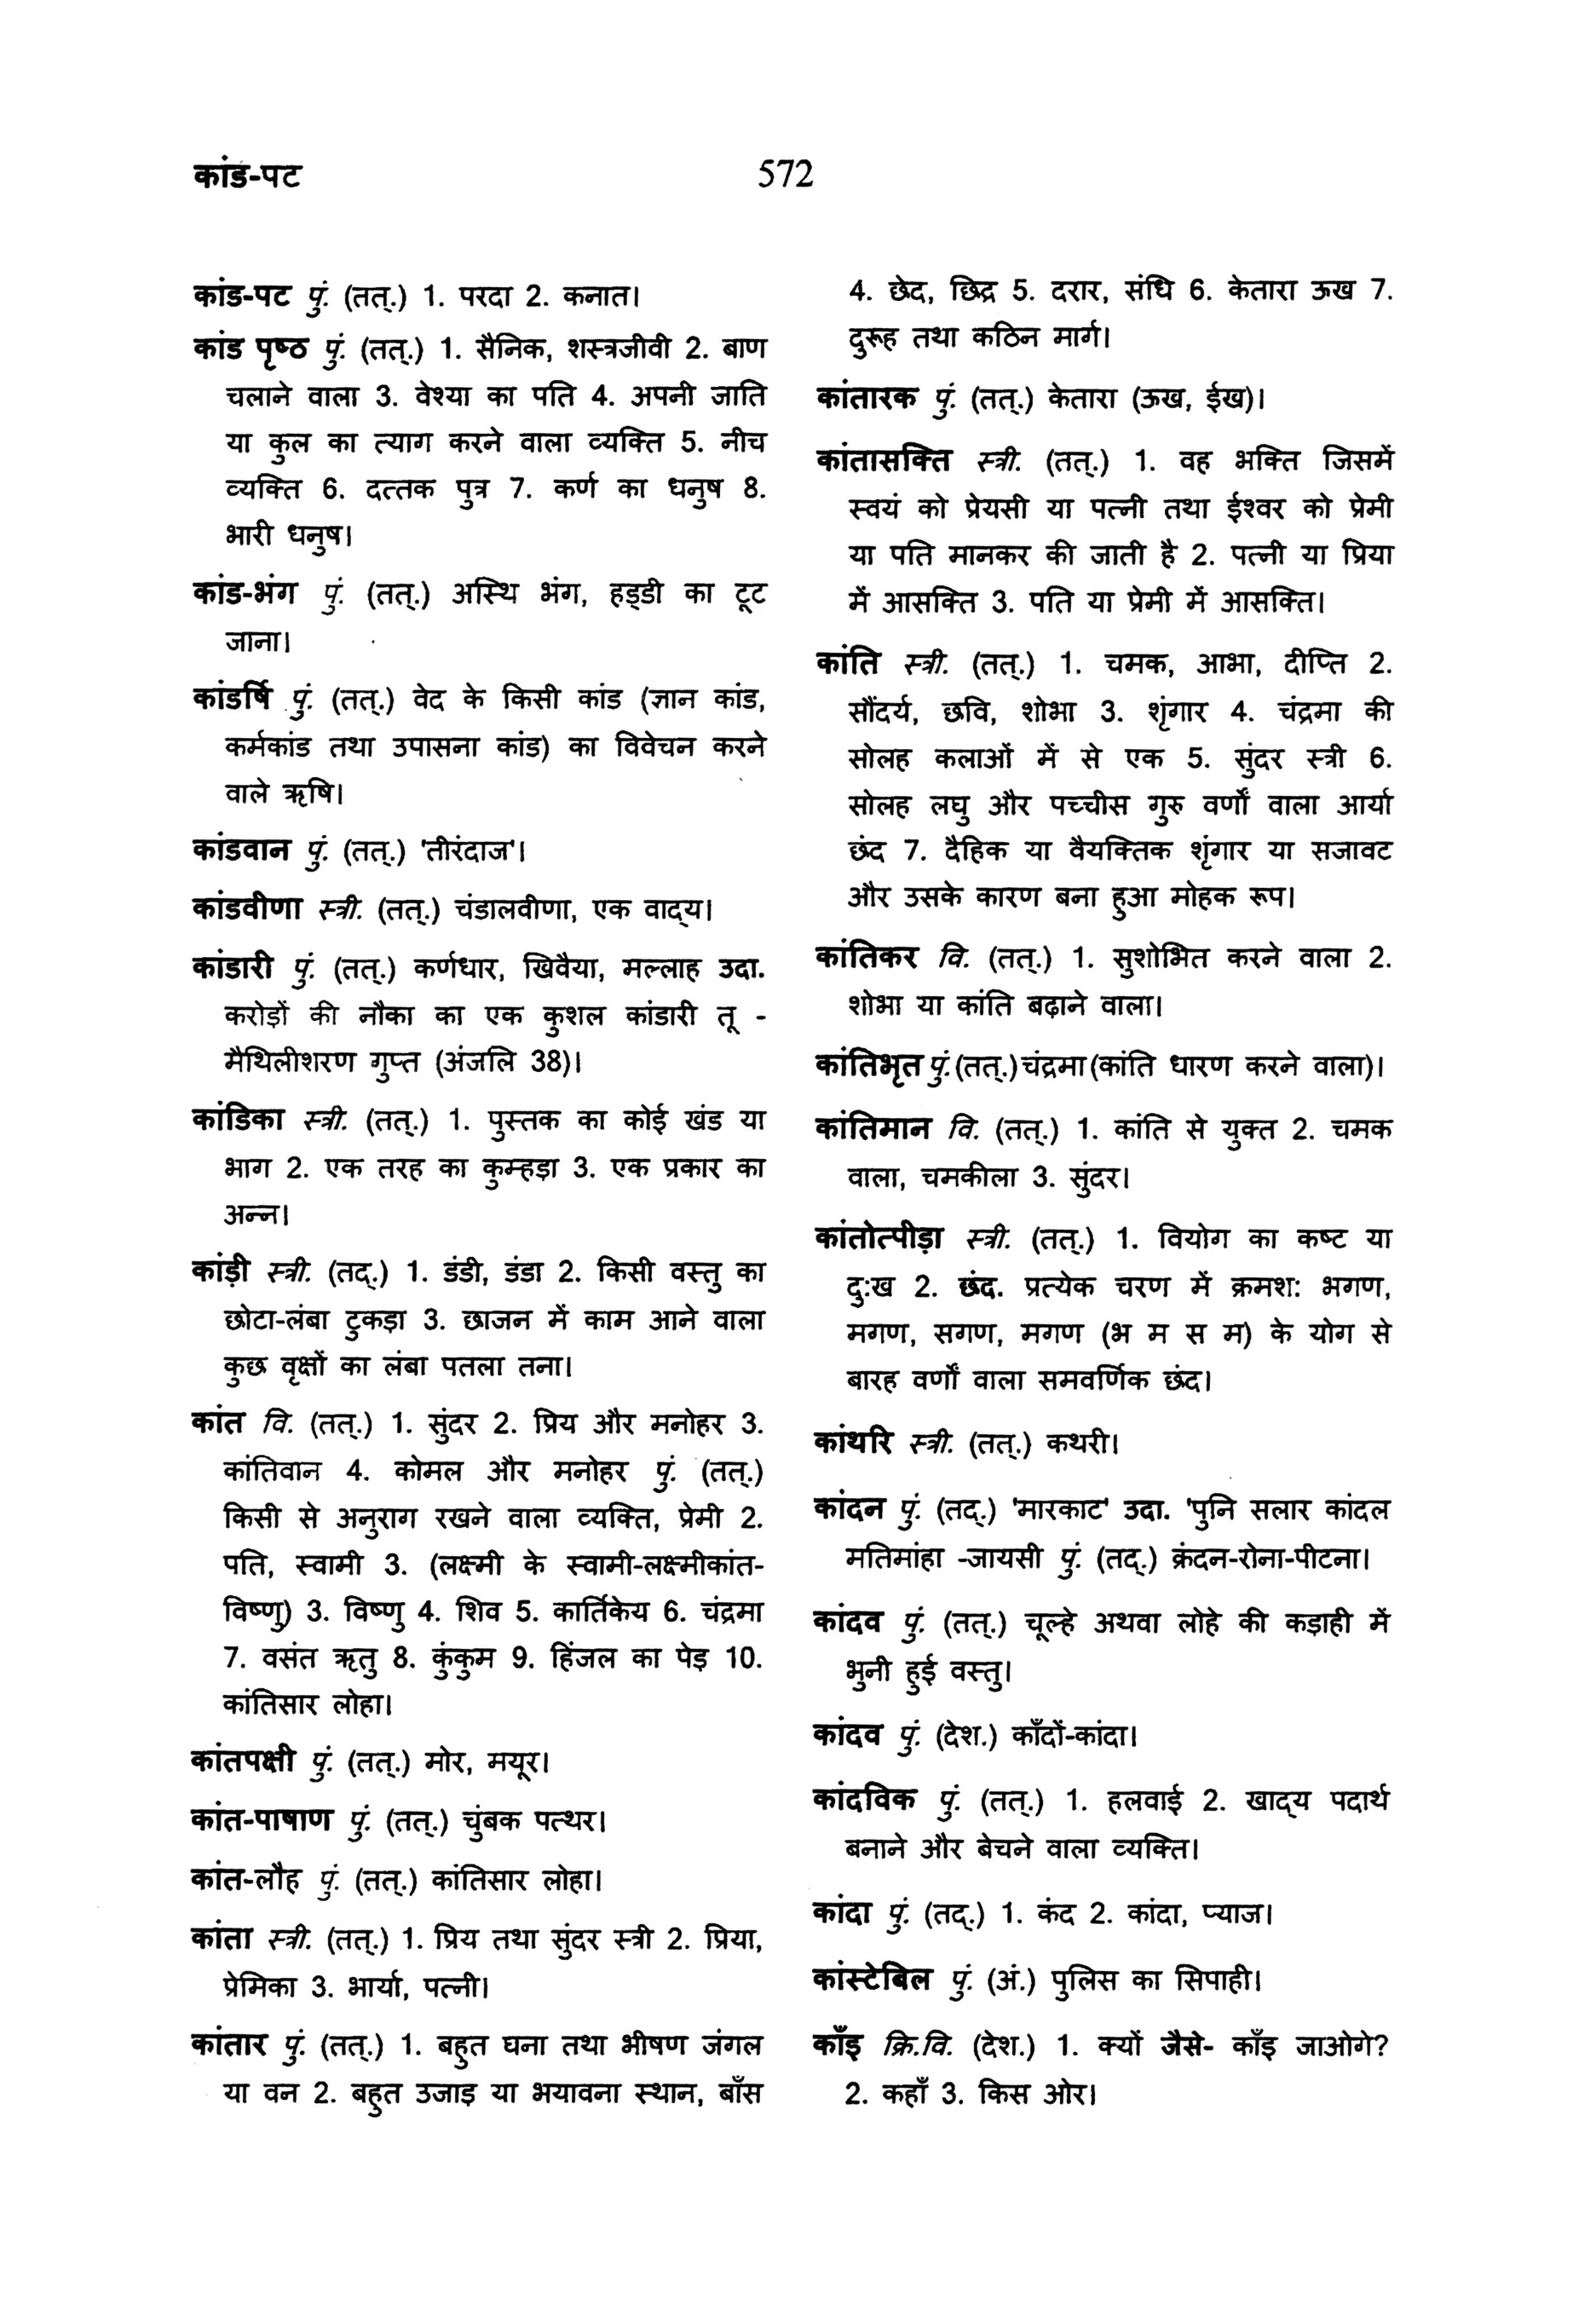 कांड-पट
572
कांड-पट पुं. (तत्.) 1. परदा 2. कनात।
कांड पृष्ठ पुं. (तत्.) 1. सैनिक, शस्त्रजीवी 2. बाण
चलाने वाला 3. वेश्या का पति 4. अपनी जाति
या कुल का त्याग करने वाला व्यक्ति 5. नीच
व्यक्ति 6. दत्तक पुत्र 7. कर्ण का धनुष 8.
भारी धनुष।
कांड-भंग पुं. (तत्.) अस्थि भंग, हड्डी का टूट
जाना।
कांडर्षि पुं. (तत्.) वेद के किसी कांड (ज्ञान कांड,
कर्मकांड तथा उपासना कांड) का विवेचन करने
वाले ऋषि।
कांडवान पुं. (तत्.) 'तीरंदाज'।
कांडवीणा स्त्री. (तत्.) चंडालवीणा, एक वाद्य।
कांडारी पुं. (तत्.) कर्णधार, खिवैया, मल्लाह उदा.
करोड़ों की नौका का एक कुशल कांडारी तू -
मैथिलीशरण गुप्त (अंजलि 38)।
कांडिका स्त्री. (तत्.) 1. पुस्तक का कोई खंड या
भाग 2. एक तरह का कुम्हड़ा 3. एक प्रकार का
अन्न।
कांड़ी स्त्री. (तद्.) 1. डंडी, डंडा 2. किसी वस्तु का
छोटा-लंबा टुकड़ा 3. छाजन में काम आने वाला
कुछ वृक्षों का लंबा पतला तना।
कांत वि. (तत्.) 1. सुंदर 2. प्रिय और मनोहर 3.
कांतिवान 4. कोमल और मनोहर पुं. (तत्.)
किसी से अनुराग रखने वाला व्यक्ति, प्रेमी 2.
पति, स्वामी 3. (लक्ष्मी के स्वामी-लक्ष्मीकांत-
विष्णु) 3. विष्णु 4. शिव 5. कार्तिकेय 6. चंद्रमा
7. वसंत ऋतु 8. कुंकुम 9. हिंजल का पेड़ 10.
कांतिसार लोहा।
कांतपक्षी पुं. (तत्.) मोर, मयूर।
कांत-पाषाण पुं. (तत्.) चुंबक पत्थर।
कांत-लौह पुं. (तत्.) कांतिसार लोहा।
कांता स्त्री. (तत्.) 1. प्रिय तथा सुंदर स्त्री 2. प्रिया,
प्रेमिका 3. भार्या, पत्नी।
कांतार पुं. (तत्.) 1. बहुत घना तथा भीषण जंगल
या वन 2. बहुत उजाड़ या भयावना स्थान, बाँस
4. छेद, छिद्र 5. दरार, संधि 6. केतारा ऊख 7.
दुरूह तथा कठिन मार्ग।
कांतारक पुं. (तत्.) केतारा (ऊख, ईख)।
कांतासक्ति स्त्री. (तत्.) 1. वह भक्ति जिसमें
स्वयं को प्रेयसी या पत्नी तथा ईश्वर को प्रेमी
या पति मानकर की जाती है 2. पत्नी या प्रिया
में आसक्ति 3. पति या प्रेमी में आसक्ति।
कांति स्त्री. (तत्.) 1. चमक, आभा, दीप्ति 2.
सौंदर्य, छवि, शोभा 3. शृंगार 4. चंद्रमा की
सोलह कलाओं में से एक 5. सुंदर स्त्री 6.
सोलह लघु और पच्चीस गुरु वर्णों वाला आर्या
छंद 7. दैहिक या वैयक्तिक शृंगार या सजावट
और उसके कारण बना हुआ मोहक रूप।
कांतिकर वि. (तत्.) 1. सुशोभित करने वाला 2.
शोभा या कांति बढ़ाने वाला।
कांतिभृत पुं.(तत्.)चंद्रमा(कांति धारण करने वाला)।
कांतिमान वि. (तत्.) 1. कांति से युक्त 2. चमक
वाला, चमकीला 3. सुंदर।
कांतोत्पीड़ा स्त्री. (तत्.) 1. वियोग का कष्ट या
दु:ख 2. छंद. प्रत्येक चरण में क्रमश: भगण,
मगण, सगण, मगण (भ म स म) के योग से
बारह वर्णों वाला समवर्णिक छंद।
कांथरि स्त्री. (तत्.) कथरी।
कांदन पुं. (तद्.) 'मारकाट' उदा. 'पुनि सलार कांदल
मतिमांहा -जायसी पुं. (तद्.) क्रंदन-रोना-पीटना।
कांदव पुं. (तत्.) चूल्हे अथवा लोहे की कड़ाही में
भुनी हुई वस्तु।
कांदव पुं. (देश.) काँदों-कांदा।
कांदविक पुं. (तत्.) 1. हलवाई 2. खाद्य पदार्थ
बनाने और बेचने वाला व्यक्ति।
कांदा पुं. (तद्.) 1. कंद 2. कांदा, प्याज।
कांस्टेबिल पुं. (अं.) पुलिस का सिपाही।
काँइ क्रि.वि. (देश.) 1. क्यों जैसे- काँइ जाओगे?
2. कहाँ 3. किस ओर।